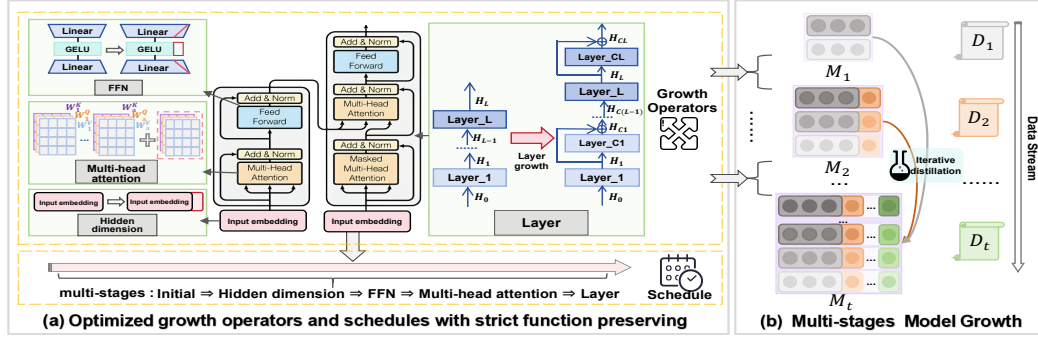 Linear
Linear
GELU
GELU
Linear
Linear
FFN
Multi-head
attention
Input embedding
Input embedding
Hidden
dimension
Add & Norm
Feed
Forward
Add & Norm
Multi-Head
Attention
Input embedding
Add & Norm
Feed
Forward
Add & Norm
Multi-Head
Attention
Add & Norm
Masked
Multi-Head
Attention
Input embedding
H_L
Layer_L
H_{L-1}
H_1
Layer_1
H_0
Layer
growth
H_{CL}
Layer_CL
H_L
Layer_L
H_{C(L-1)}
H_{C1}
Layer_C1
H_1
Layer_1
H_0
Layer
Growth
Operators
multi-stages : Initial ⇒ Hidden dimension ⇒ FFN ⇒ Multi-head attention ⇒ Layer
Schedule
(a) Optimized growth operators and schedules with strict function preserving
M_1
M_2
...
M_t
Iterative
distillation
D_1
D_2
......
D_t
Data Stream
(b) Multi-stages Model Growth